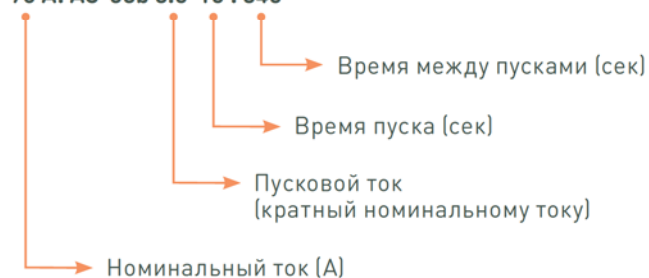 Время между пусками (сек)
Время пуска (сек)
Пусковой ток
(кратный номинальному току)
Номинальный ток (А)